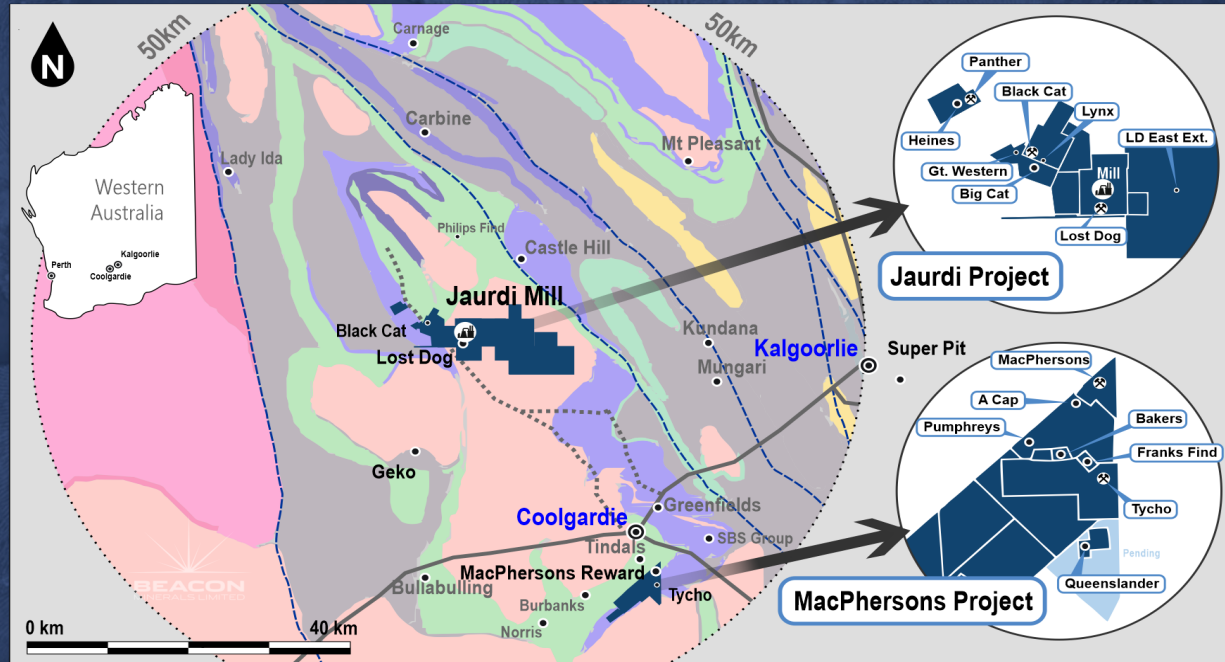 N
50km
50km
Carnage
Carbine
Mt Pleasant
Lady Ida
Western
Australia
Perth
Kalgoorlie
Coolgardie
Philips Find
Castle Hill
Jaurdi Mill
Black Cat
Lost Dog
Kundana
Mungari
Kalgoorlie
Super Pit
Geko
Coolgardie
Greenfields
SBS Group
Tindals
MacPhersons Reward
Tycho
Bullabulling
Burbanks
Norris
BEACON
MINERALS LIMITED
0 km
40 km
Panther
Black Cat
Lynx
LD East Ext.
Heines
Gt. Western
Big Cat
Mill
Lost Dog
Jaurdi Project
MacPhersons
A Cap
Bakers
Pumphreys
Franks Find
Tycho
Pending
Queenslander
MacPhersons Project